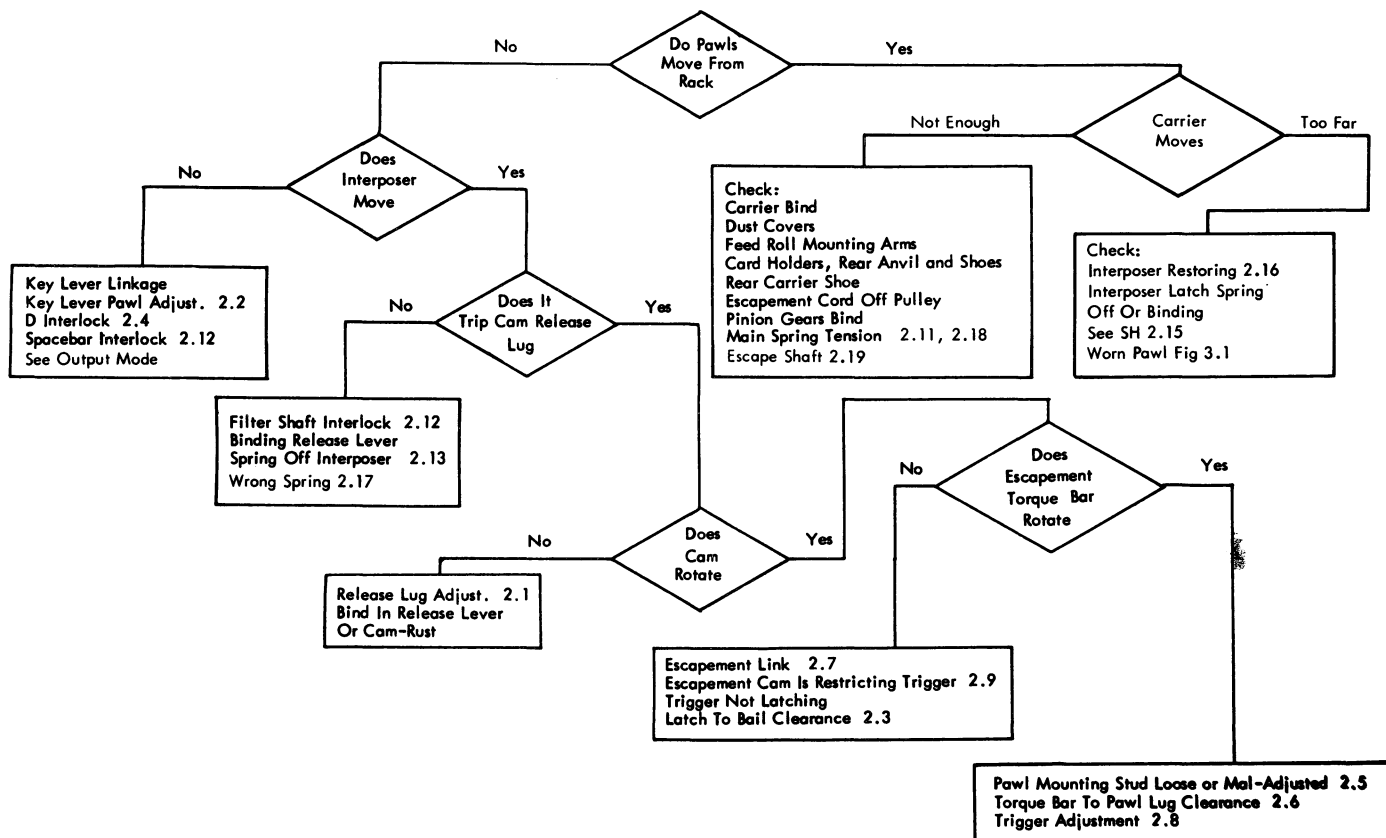 No
Do Pawls
Move From
Rack
Yes
Not Enough
Carrier
Moves
Too Far
No
Does
Interposer
Move
Yes
Check:
Carrier Bind
Dust Covers
Feed Roll Mounting Arms
Card Holders, Rear Anvil and Shoes
Rear Carrier Shoe
Escapement Cord Off Pulley
Pinion Gears Bind
Main Spring Tension 2.11, 2.18
Escape Shaft 2.19
Check:
Interposer Restoring 2.16
Interposer Latch Spring
Off Or Binding
See SH 2.15
Worn Pawl Fig 3.1
Key Lever Linkage
Key Lever Pawl Adjust. 2.2
D Interlock 2.4
Spacebar Interlock 2.12
See Output Mode
No
Does It
Trip Cam Release
Lug
Yes
Filter Shaft Interlock 2.12
Binding Release Lever
Spring Off Interposer 2.13
Wrong Spring 2.17
No
Does
Escapement
Torque Bar
Rotate
Yes
No
Does
Cam
Rotate
Yes
Release Lug Adjust. 2.1
Bind In Release Lever
Or Cam-Rust
Escapement Link 2.7
Escapement Cam Is Restricting Trigger 2.9
Trigger Not Latching
Latch To Bail Clearance 2.3
Pawl Mounting Stud Loose or Mal-Adjusted 2.5
Torque Bar To Pawl Lug Clearance 2.6
Trigger Adjustment 2.8